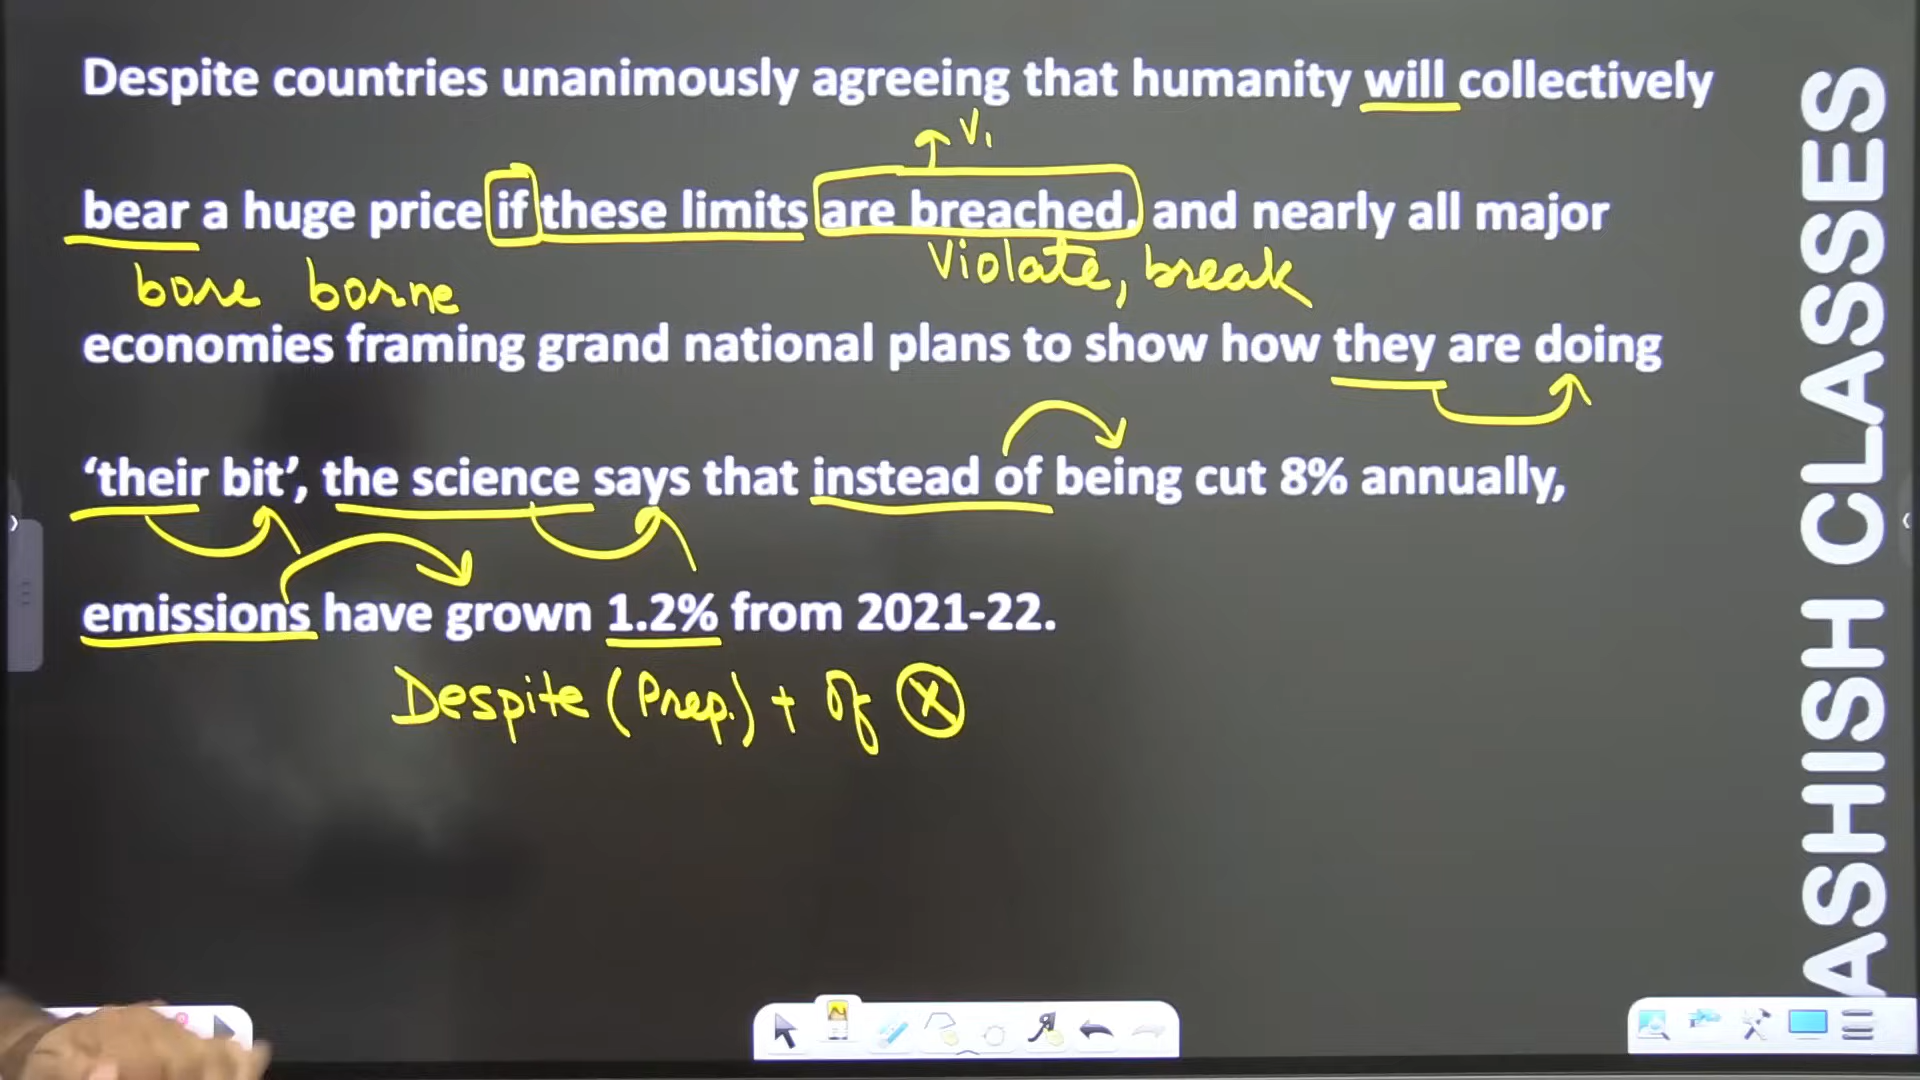 Despite countries unanimously agreeing that humanity will collectively
V₁
bear a huge price if these limits are breached, and nearly all major
bore borne
Violate, break
economies framing grand national plans to show how they are doing
‘their bit’, the science says that instead of being cut 8% annually,
emissions have grown 1.2% from 2021-22.
Despite (Prep.) + of X
ASHISH CLASSES